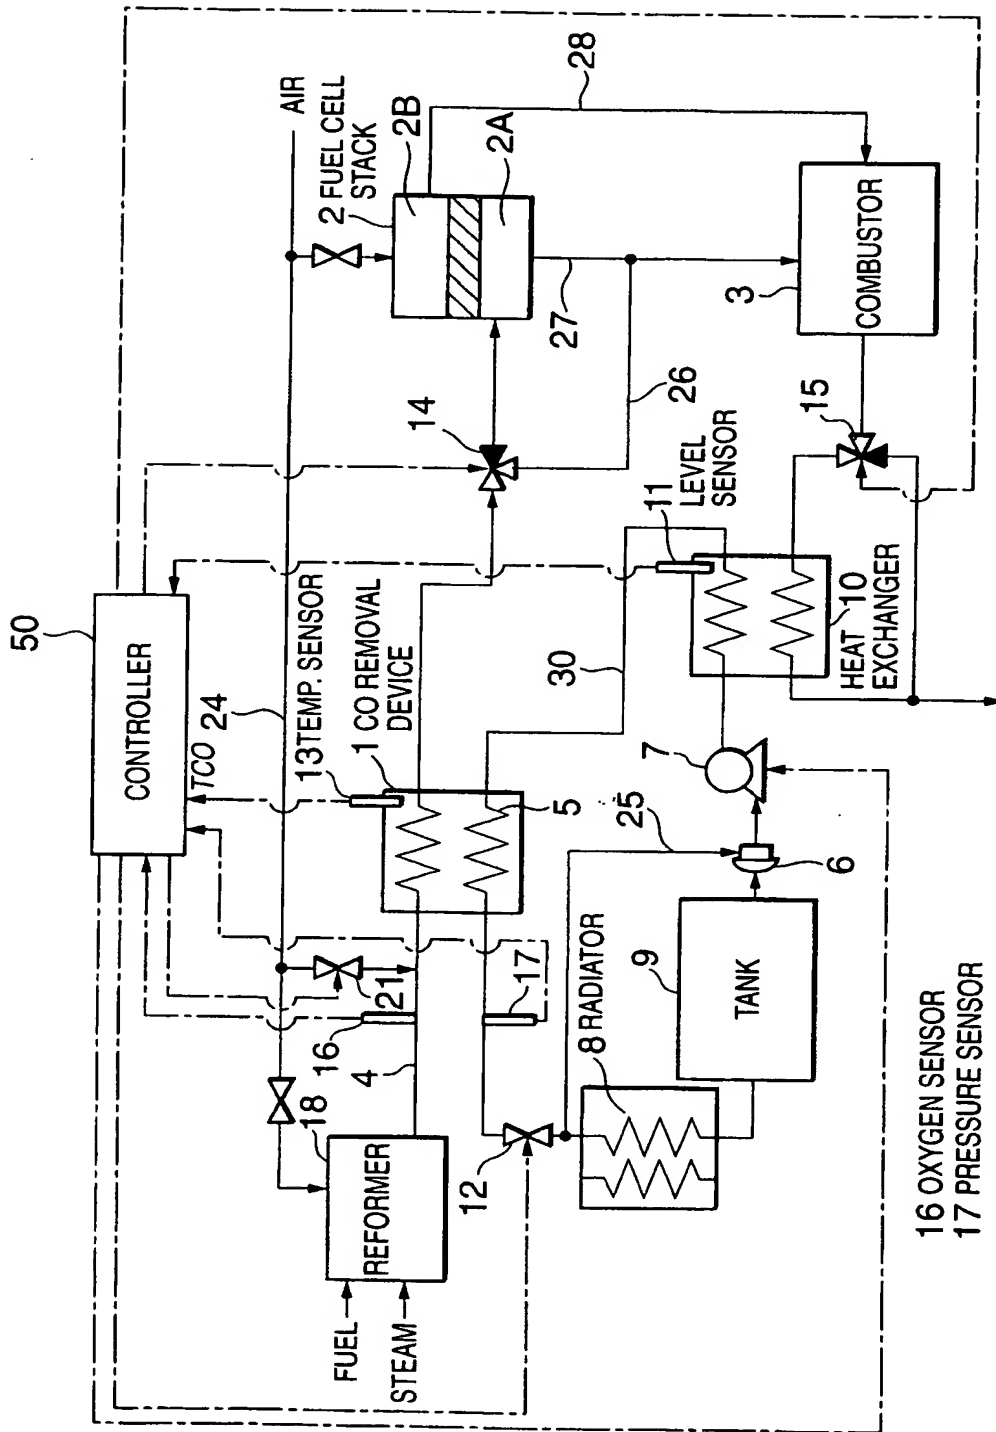 50
CONTROLLER
TCO
24
AIR
13 TEMP. SENSOR
1 CO REMOVAL
DEVICE
2 FUEL CELL
STACK
2B
2A
28
14
27
26
3
COMBUSTOR
15
11
LEVEL
SENSOR
10
HEAT
EXCHANGER
30
5
7
25
6
9
TANK
8 RADIATOR
17
12
21
16
4
18
REFORMER
FUEL
STEAM
16 OXYGEN SENSOR
17 PRESSURE SENSOR